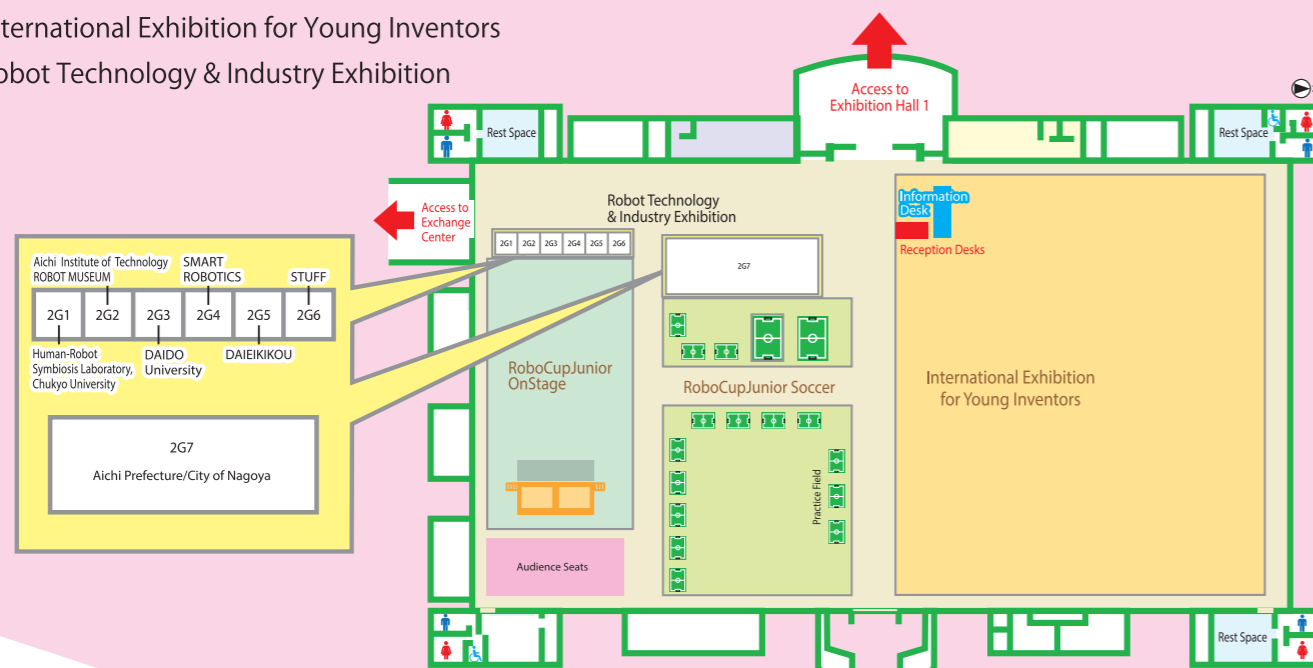 ternational Exhibition for Young Inventors
obot Technology & Industry Exhibition
Access to
Exhibition Hall 1
Rest Space
Rest Space
Access to
Exchange
Center
Robot Technology
& Industry Exhibition
2G1 2G2 2G3 2G4 2G5 2G6
2G7
Information
Desk
Reception Desks
Aichi Institute of Technology
ROBOT MUSEUM
SMART
ROBOTICS
STUFF
2G1 2G2 2G3 2G4 2G5 2G6
Human-Robot
Symbiosis Laboratory,
Chukyo University
DAIDO
University
DAIEIKIKOU
2G7
Aichi Prefecture/City of Nagoya
RoboCupJunior
OnStage
RoboCupJunior Soccer
International Exhibition
for Young Inventors
Practice Field
Audience Seats
Rest Space